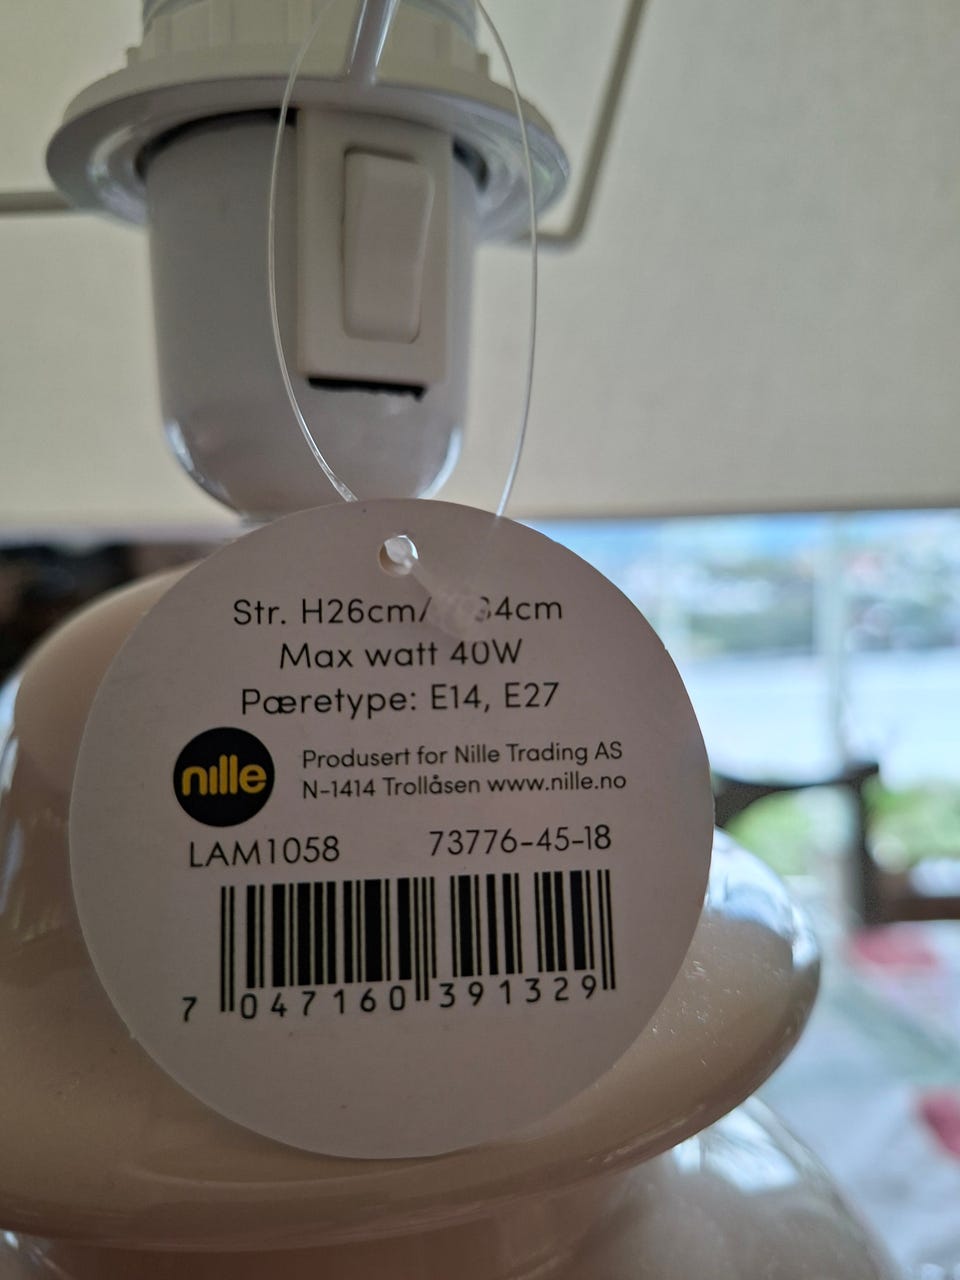 Str. H26cm/ 34cm
Max watt 40W
Pæretype: E14, E27
nille
Produsert for Nille Trading AS
N-1414 Trollåsen www.nille.no
LAM1058 73776-45-18
7 047160 391329